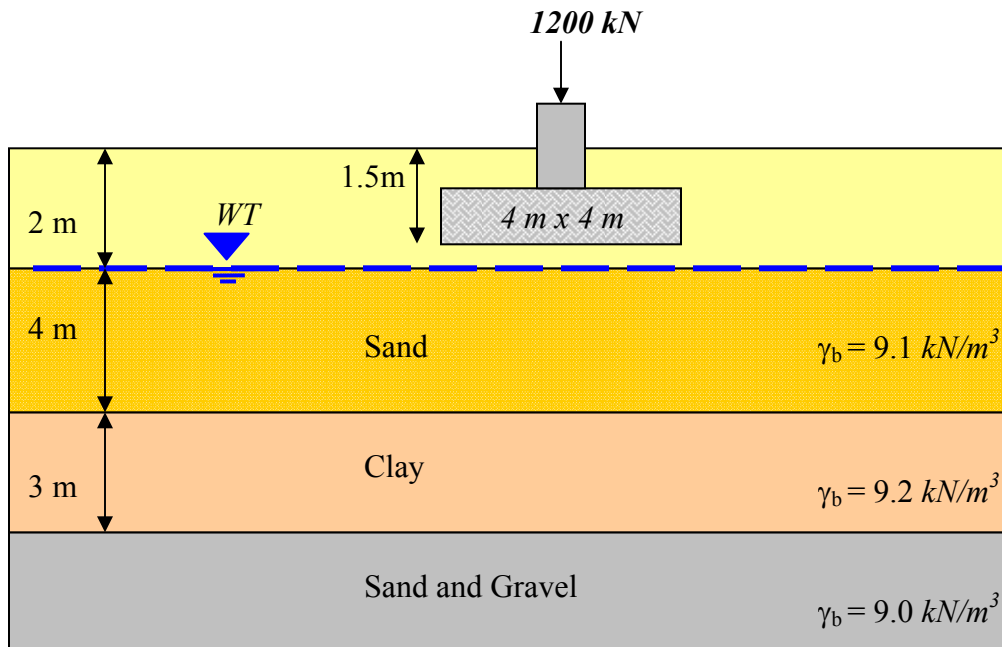 1200 kN
1.5m
2 m
WT
4 m x 4 m
4 m
Sand
γb = 9.1 kN/m³
Clay
3 m
γb = 9.2 kN/m³
Sand and Gravel
γb = 9.0 kN/m³